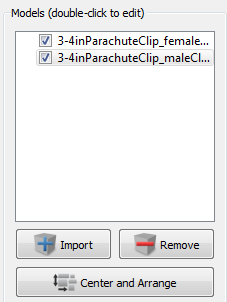 Models (double-click to edit)
3-4inParachuteClip_female...
3-4inParachuteClip_maleCl...
Import
Remove
Center and Arrange